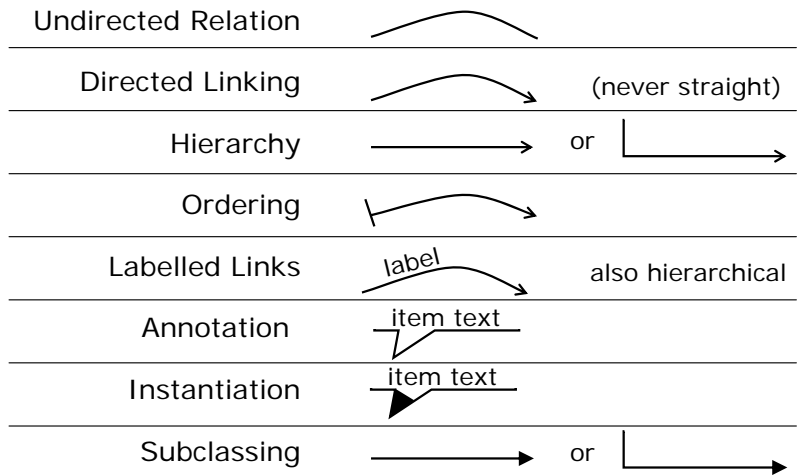 Undirected Relation
Directed Linking (never straight)
Hierarchy or
Ordering
Labelled Links label also hierarchical
Annotation item text
Instantiation item text
Subclassing or